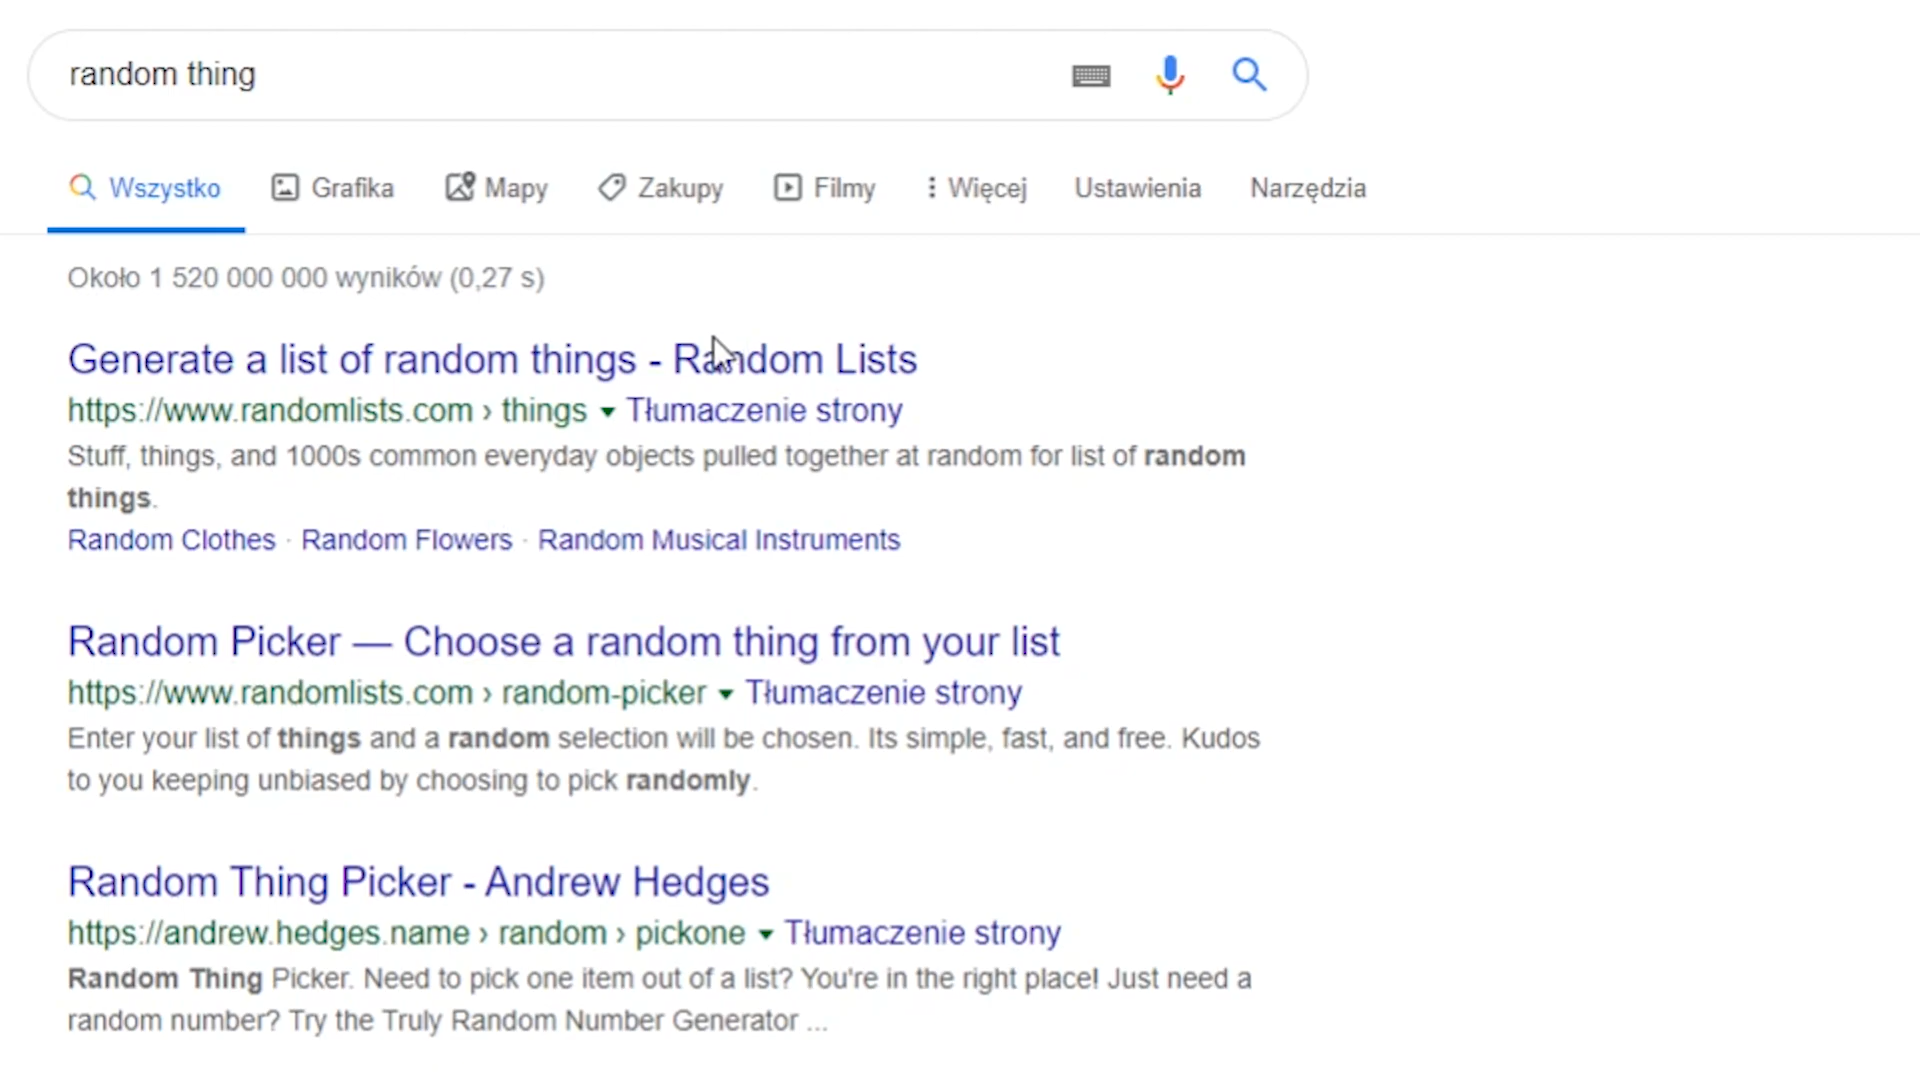 random thing
Wszystko Grafika Mapy Zakupy Filmy Więcej Ustawienia Narzędzia
Około 1 520 000 000 wyników (0,27 s)
Generate a list of random things - Random Lists
https://www.randomlists.com › things ▾ Tłumaczenie strony
Stuff, things, and 1000s common everyday objects pulled together at random for list of random
things.
Random Clothes · Random Flowers · Random Musical Instruments
Random Picker — Choose a random thing from your list
https://www.randomlists.com › random-picker ▾ Tłumaczenie strony
Enter your list of things and a random selection will be chosen. Its simple, fast, and free. Kudos
to you keeping unbiased by choosing to pick randomly.
Random Thing Picker - Andrew Hedges
https://andrew.hedges.name › random › pickone ▾ Tłumaczenie strony
Random Thing Picker. Need to pick one item out of a list? You're in the right place! Just need a
random number? Try the Truly Random Number Generator ...